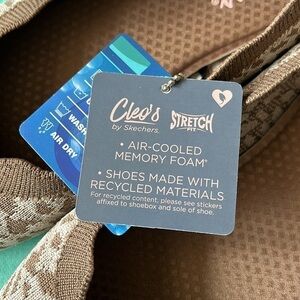 Cleo's
by Skechers.
STRETCH
FIT
• AIR-COOLED
MEMORY FOAM®
• SHOES MADE WITH
RECYCLED MATERIALS
For recycled content, please see stickers
affixed to shoebox and sole of shoe.
WASH
AIR DRY